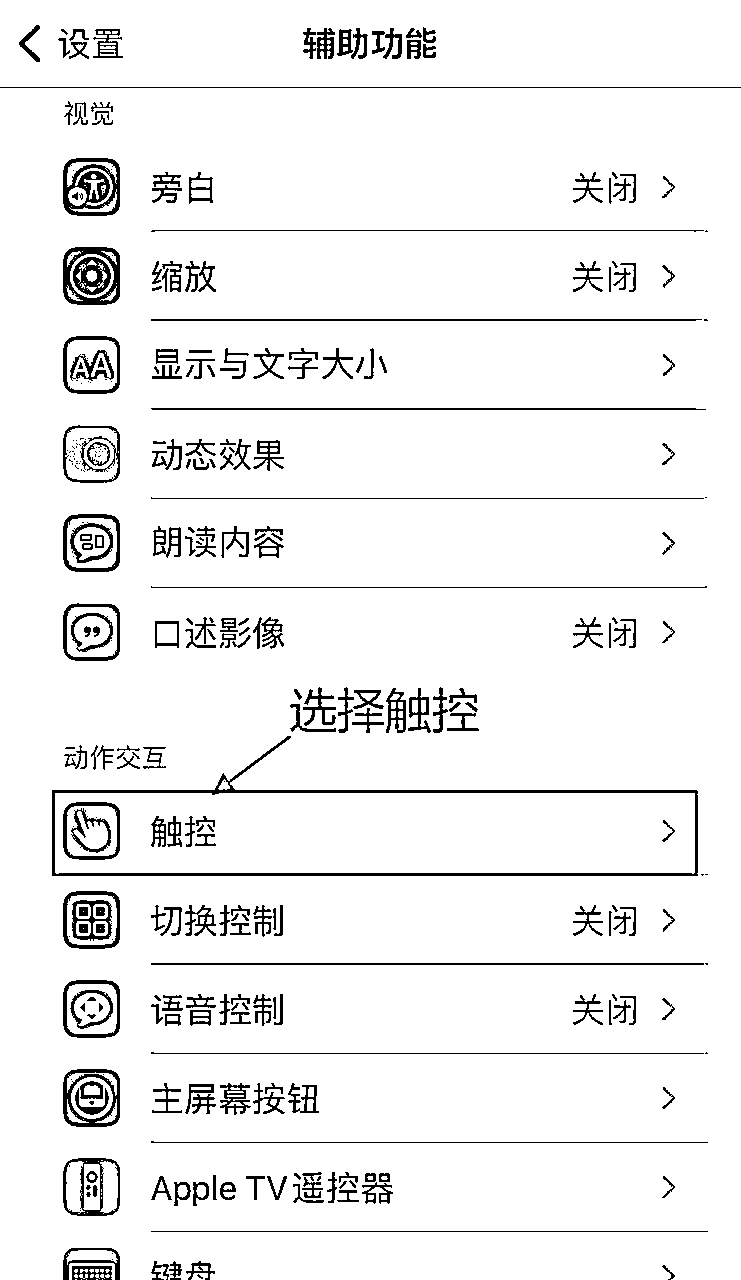 设置 辅助功能
视觉
旁白 关闭
缩放 关闭
AA 显示与文字大小
动态效果
朗读内容
口述影像 关闭
选择触控
动作交互
触控
切换控制 关闭
语音控制 关闭
主屏幕按钮
Apple TV遥控器
键盘